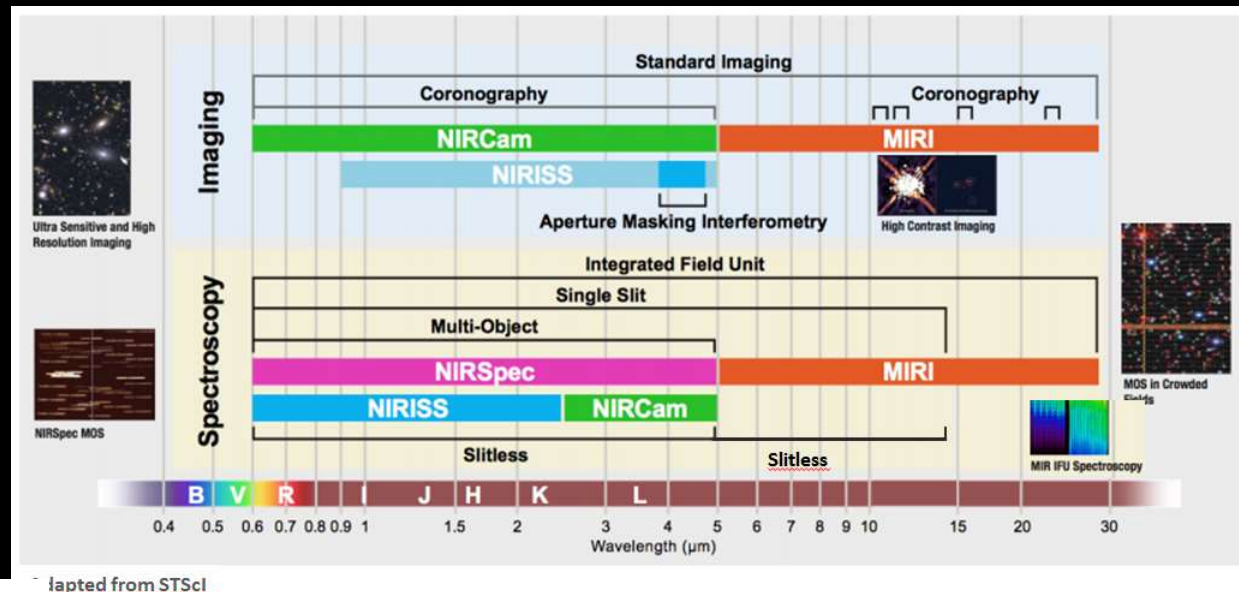 Standard Imaging
Coronography
Coronography
Imaging
NIRCam
MIRI
NIRISS
Aperture Masking Interferometry
Ultra Sensitive and High
Resolution Imaging
High Contrast Imaging
Integrated Field Unit
Single Slit
Multi-Object
Spectroscopy
NIRSpec
MIRI
NIRISS
NIRCam
Slitless
Slitless
NIRSpec MOS
MOS in Crowded
MIR IFU Spectroscopy
B V R I J H K L
0.4 0.5 0.6 0.7 0.8 0.9 1 1.5 2 3 4 5 6 7 8 9 10 15 20 30
Wavelength (µm)
from STScI